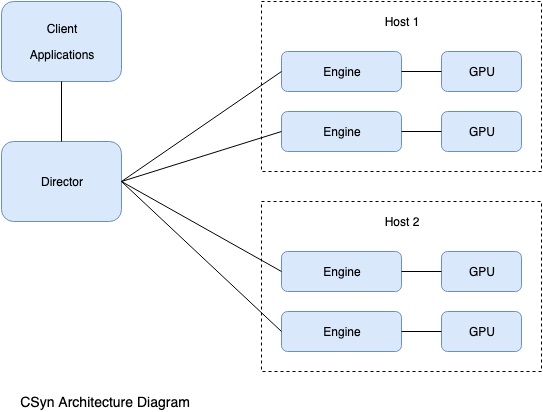 Client
Applications
Director
Host 1
Engine
GPU
Engine
GPU
Host 2
Engine
GPU
Engine
GPU
CSyn Architecture Diagram